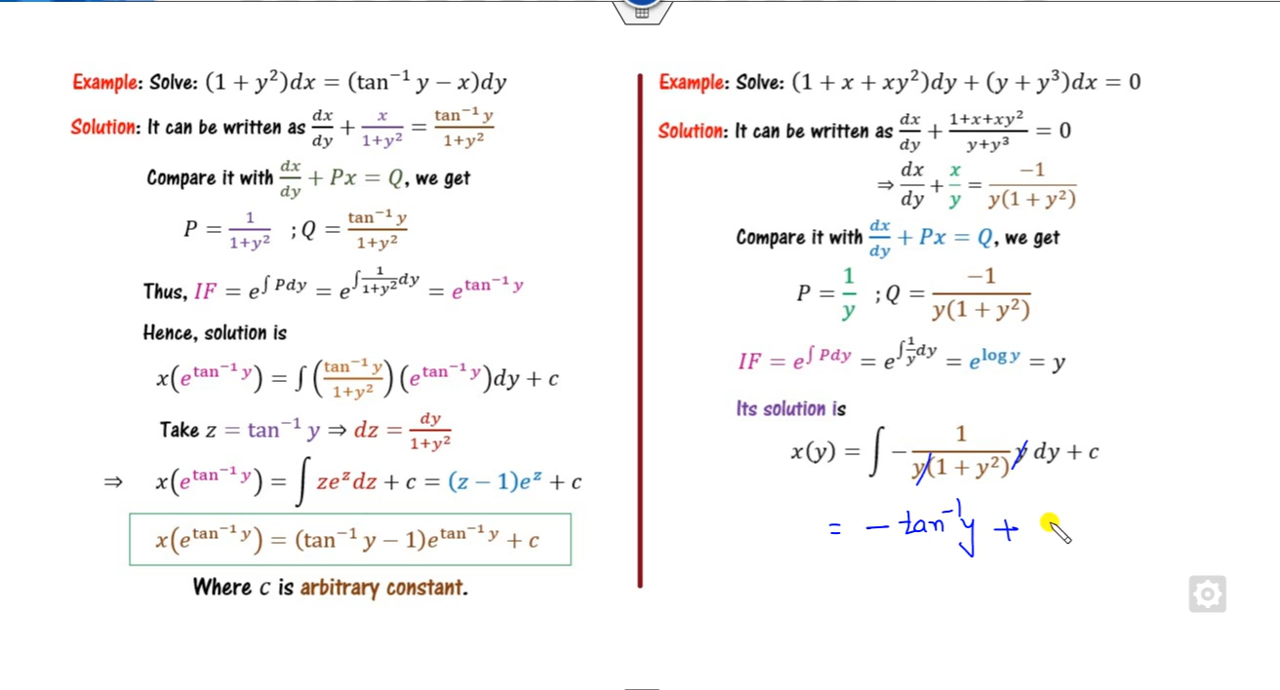 Example: Solve: (1 + y²)dx = (tan⁻¹ y − x)dy
Solution: It can be written as dx/dy + x/(1+y²) = tan⁻¹ y/(1+y²)
Compare it with dx/dy + Px = Q, we get
P = 1/(1+y²) ; Q = tan⁻¹ y/(1+y²)
Thus, IF = e^(∫ Pdy) = e^(∫ 1/(1+y²) dy) = e^(tan⁻¹ y)
Hence, solution is
x(e^(tan⁻¹ y)) = ∫ (tan⁻¹ y/(1+y²)) (e^(tan⁻¹ y))dy + c
Take z = tan⁻¹ y ⇒ dz = dy/(1+y²)
⇒ x(e^(tan⁻¹ y)) = ∫ ze^z dz + c = (z − 1)e^z + c
x(e^(tan⁻¹ y)) = (tan⁻¹ y − 1)e^(tan⁻¹ y) + c
Where c is arbitrary constant.
Example: Solve: (1 + x + xy²)dy + (y + y³)dx = 0
Solution: It can be written as dx/dy + (1+x+xy²)/(y+y³) = 0
⇒ dx/dy + x/y = −1/(y(1 + y²))
Compare it with dx/dy + Px = Q, we get
P = 1/y ; Q = −1/(y(1 + y²))
IF = e^(∫ Pdy) = e^(∫ 1/y dy) = e^(log y) = y
Its solution is
x(y) = ∫ − 1/(y(1 + y²)) y dy + c
= − tan⁻¹y +